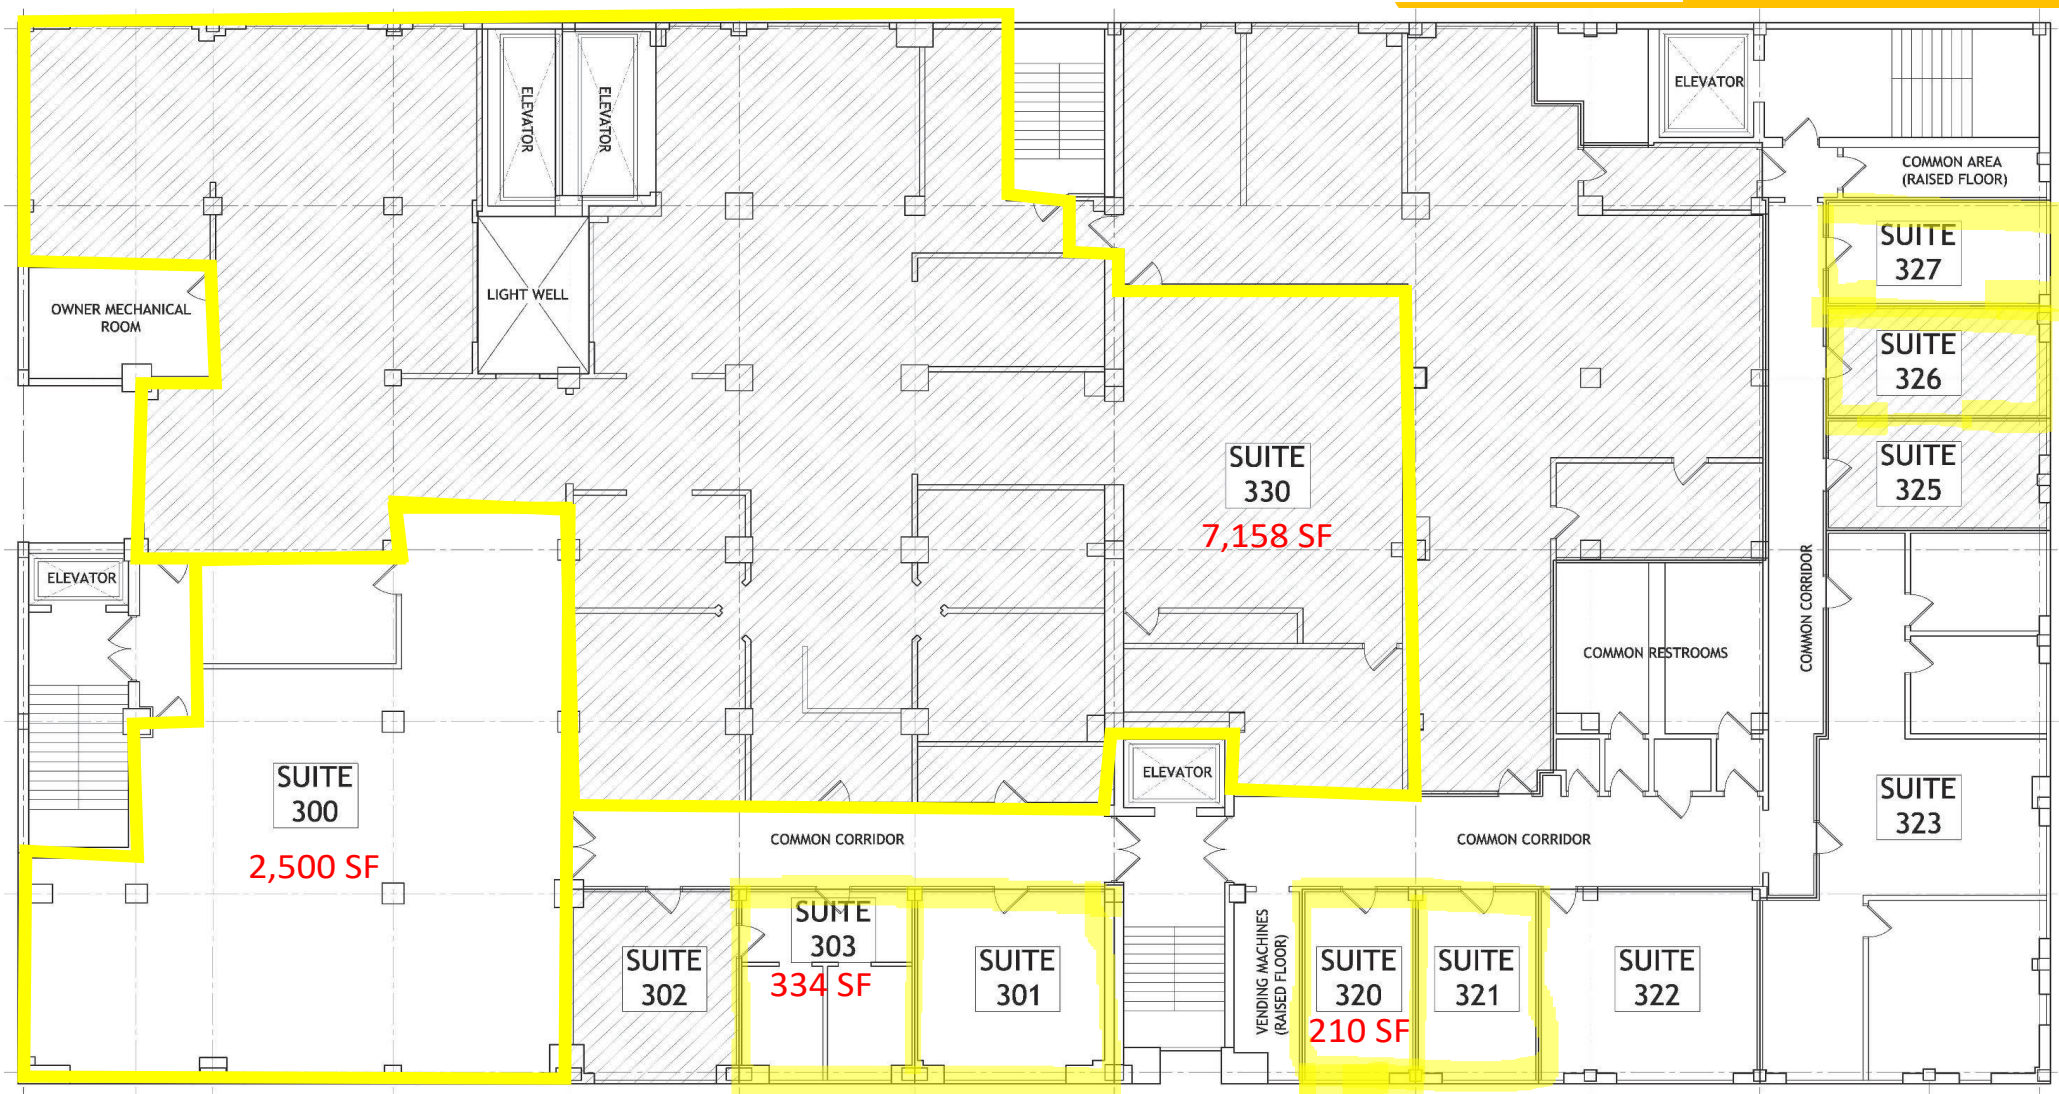 ELEVATOR
ELEVATOR
ELEVATOR
COMMON AREA
(RAISED FLOOR)
SUITE
327
LIGHT WELL
OWNER MECHANICAL
ROOM
SUITE
326
SUITE
330
7,158 SF
SUITE
325
ELEVATOR
COMMON CORRIDOR
COMMON RESTROOMS
SUITE
300
2,500 SF
ELEVATOR
SUITE
323
COMMON CORRIDOR
COMMON CORRIDOR
SUITE
302
SUITE
303
334 SF
SUITE
301
VENDING MACHINES
(RAISED FLOOR)
SUITE
320
210 SF
SUITE
321
SUITE
322